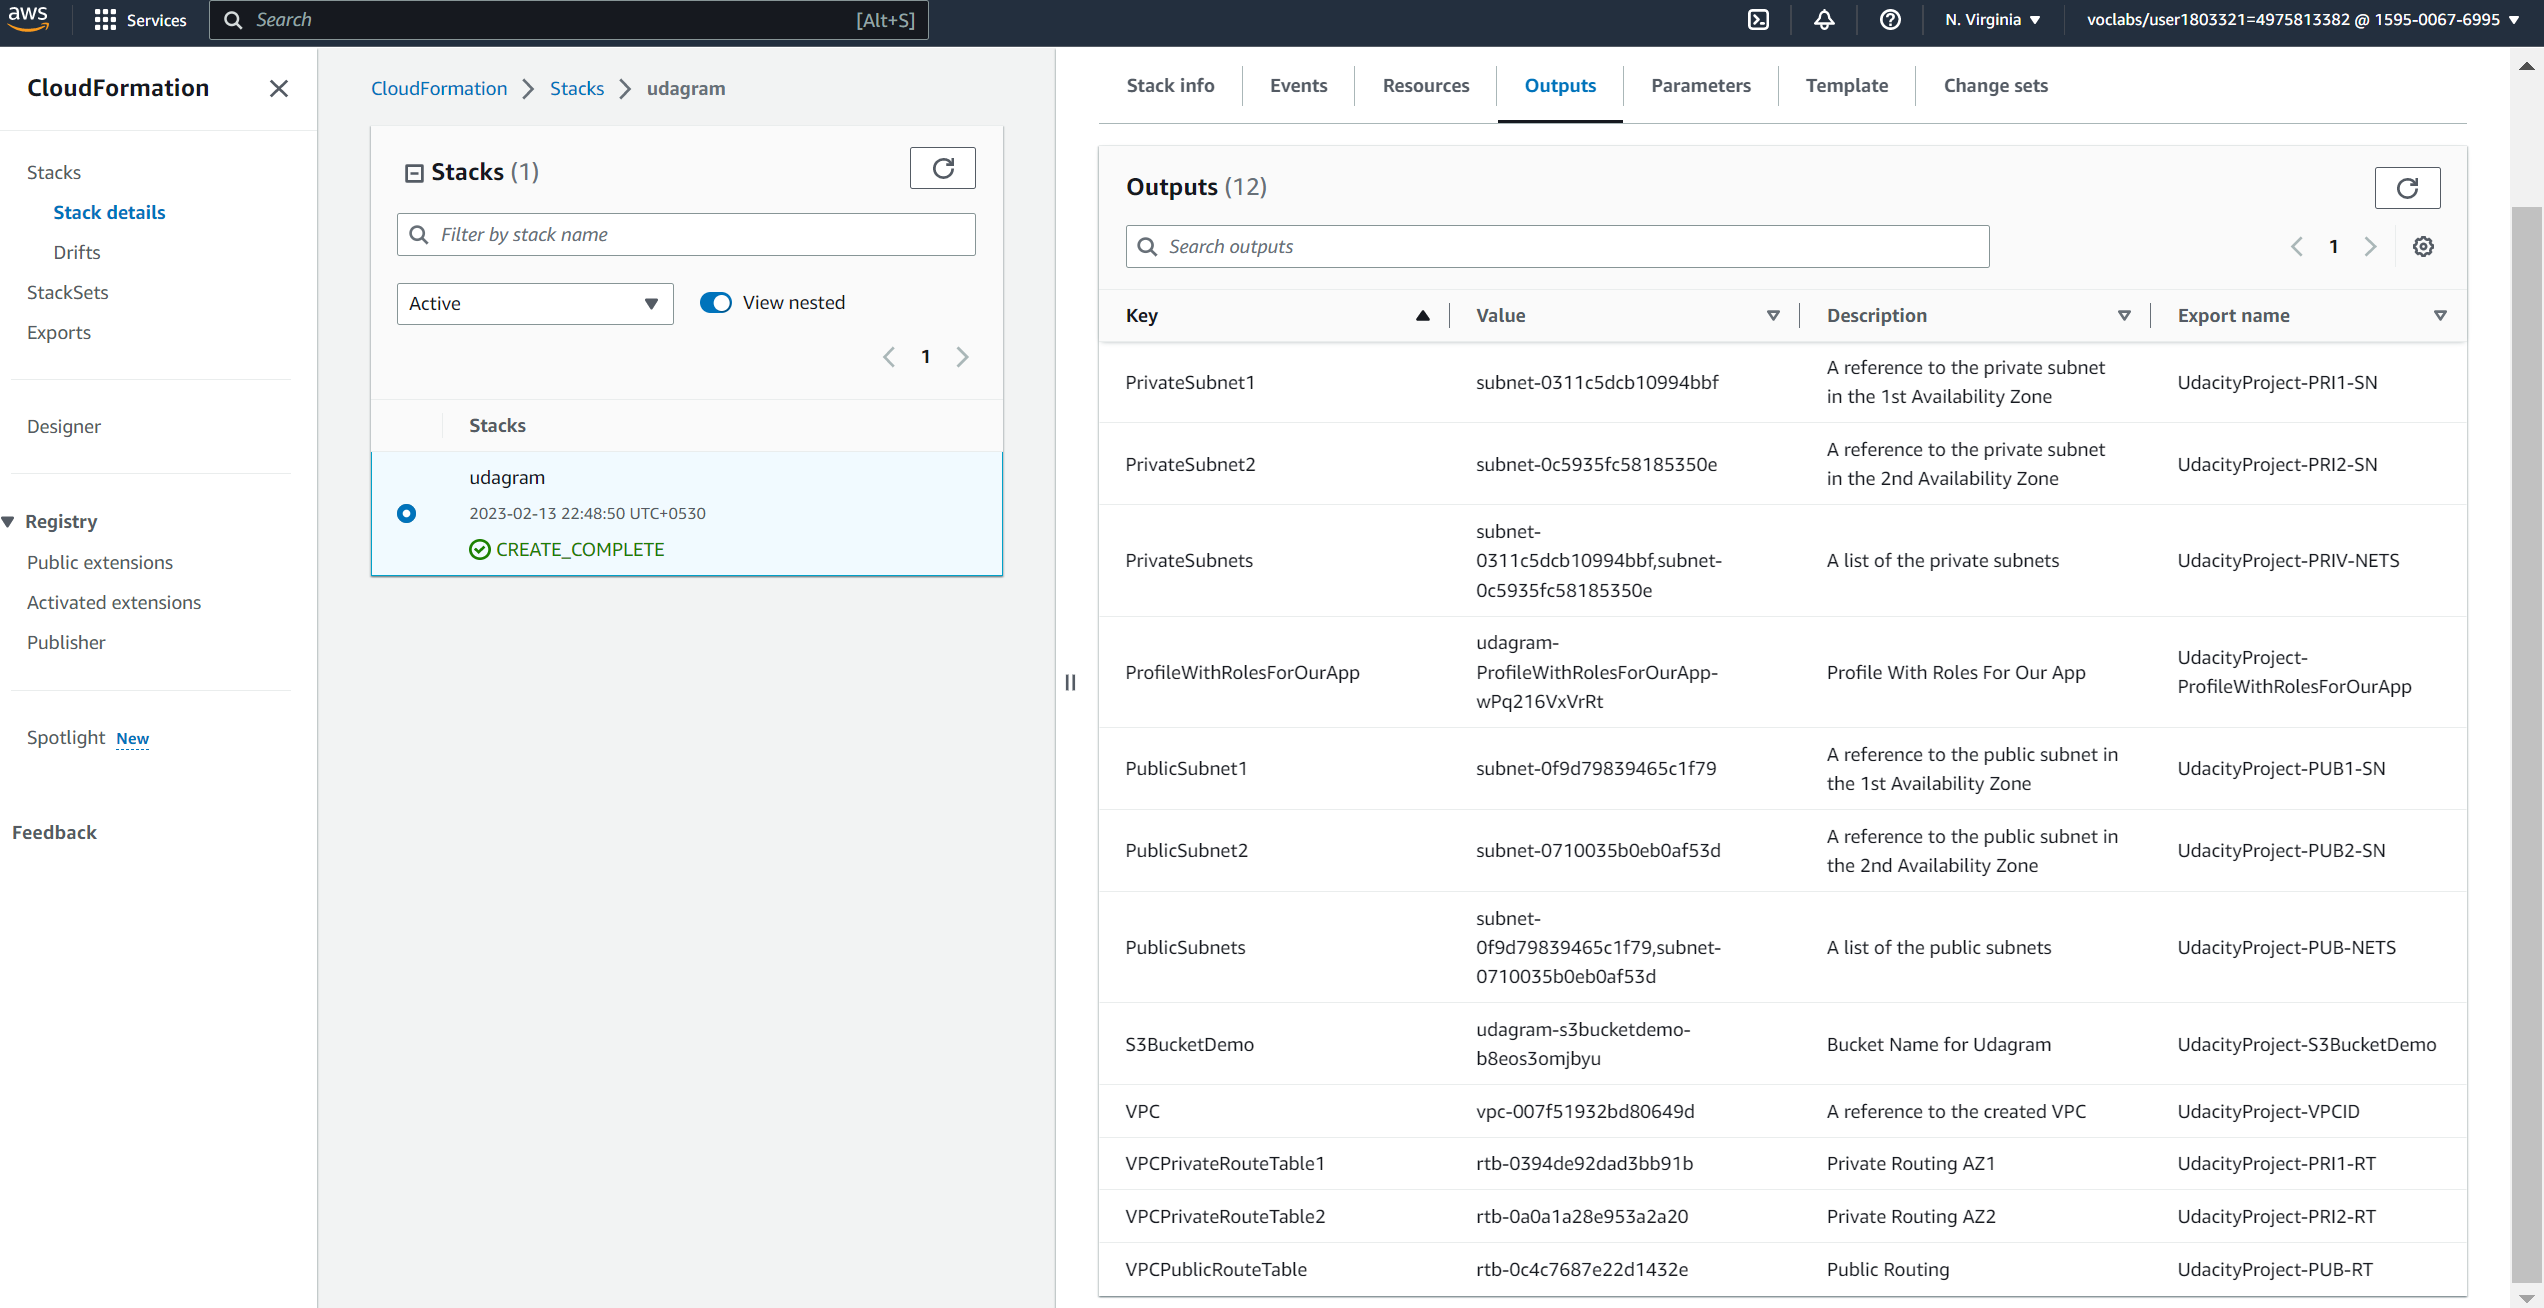 aws
Services
Search
[Alt+S]
N. Virginia
voclabs/user1803321=4975813382 @ 1595-0067-6995
CloudFormation
Stacks
Stack details
Drifts
StackSets
Exports
Designer
Registry
Public extensions
Activated extensions
Publisher
Spotlight New
Feedback
CloudFormation
Stacks
udagram
Stacks (1)
Filter by stack name
Active
View nested
1
Stacks
udagram
2023-02-13 22:48:50 UTC+0530
CREATE_COMPLETE
Stack info
Events
Resources
Outputs
Parameters
Template
Change sets
Outputs (12)
Search outputs
1
Key
Value
Description
Export name
PrivateSubnet1
subnet-0311c5dcb10994bbf
A reference to the private subnet
in the 1st Availability Zone
UdacityProject-PRI1-SN
PrivateSubnet2
subnet-0c5935fc58185350e
A reference to the private subnet
in the 2nd Availability Zone
UdacityProject-PRI2-SN
PrivateSubnets
subnet-
0311c5dcb10994bbf,subnet-
0c5935fc58185350e
A list of the private subnets
UdacityProject-PRIV-NETS
ProfileWithRolesForOurApp
udagram-
ProfileWithRolesForOurApp-
wPq216VxVrRt
Profile With Roles For Our App
UdacityProject-
ProfileWithRolesForOurApp
PublicSubnet1
subnet-0f9d79839465c1f79
A reference to the public subnet in
the 1st Availability Zone
UdacityProject-PUB1-SN
PublicSubnet2
subnet-0710035b0eb0af53d
A reference to the public subnet in
the 2nd Availability Zone
UdacityProject-PUB2-SN
PublicSubnets
subnet-
0f9d79839465c1f79,subnet-
0710035b0eb0af53d
A list of the public subnets
UdacityProject-PUB-NETS
S3BucketDemo
udagram-s3bucketdemo-
b8eos3omjbyu
Bucket Name for Udagram
UdacityProject-S3BucketDemo
VPC
vpc-007f51932bd80649d
A reference to the created VPC
UdacityProject-VPCID
VPCPrivateRouteTable1
rtb-0394de92dad3bb91b
Private Routing AZ1
UdacityProject-PRI1-RT
VPCPrivateRouteTable2
rtb-0a0a1a28e953a2a20
Private Routing AZ2
UdacityProject-PRI2-RT
VPCPublicRouteTable
rtb-0c4c7687e22d1432e
Public Routing
UdacityProject-PUB-RT